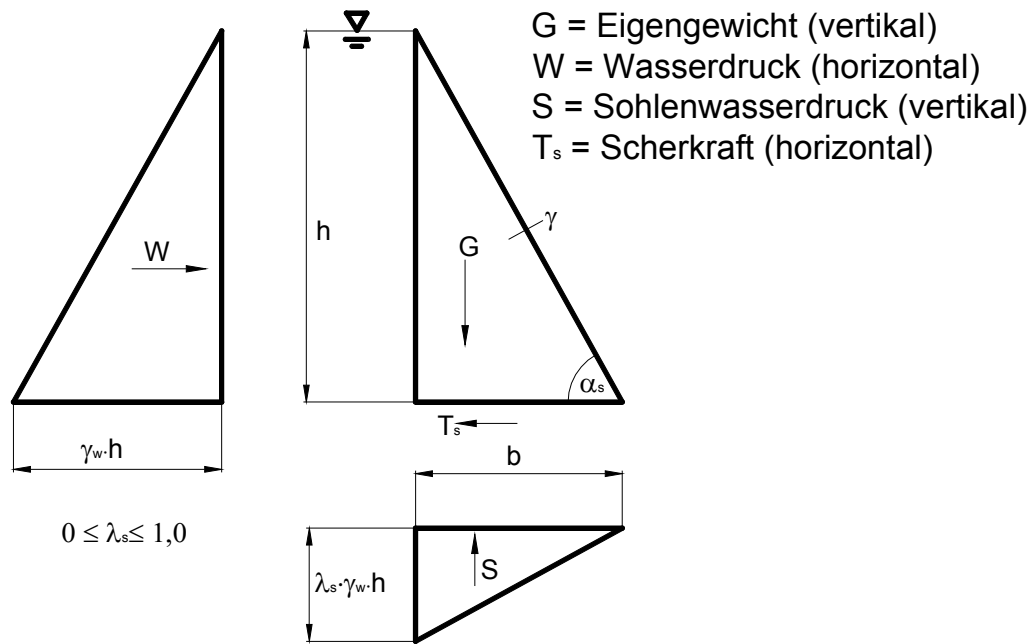 G = Eigengewicht (vertikal)
W = Wasserdruck (horizontal)
S = Sohlenwasserdruck (vertikal)
Tₛ = Scherkraft (horizontal)
W
h
G
γ
αₛ
Tₛ
γw·h
b
0 ≤ λₛ ≤ 1,0
λₛ·γw·h
S